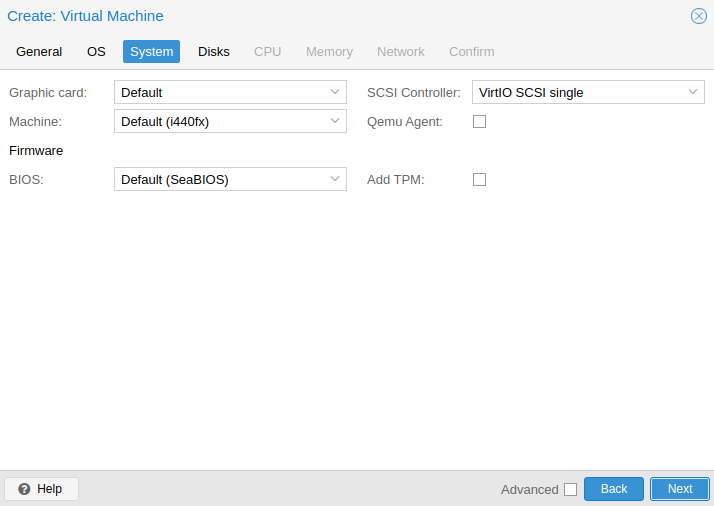 Create: Virtual Machine
General OS System Disks CPU Memory Network Confirm
Graphic card: Default SCSI Controller: VirtIO SCSI single
Machine: Default (i440fx) Qemu Agent:
Firmware
BIOS: Default (SeaBIOS) Add TPM:
Help Advanced Back Next